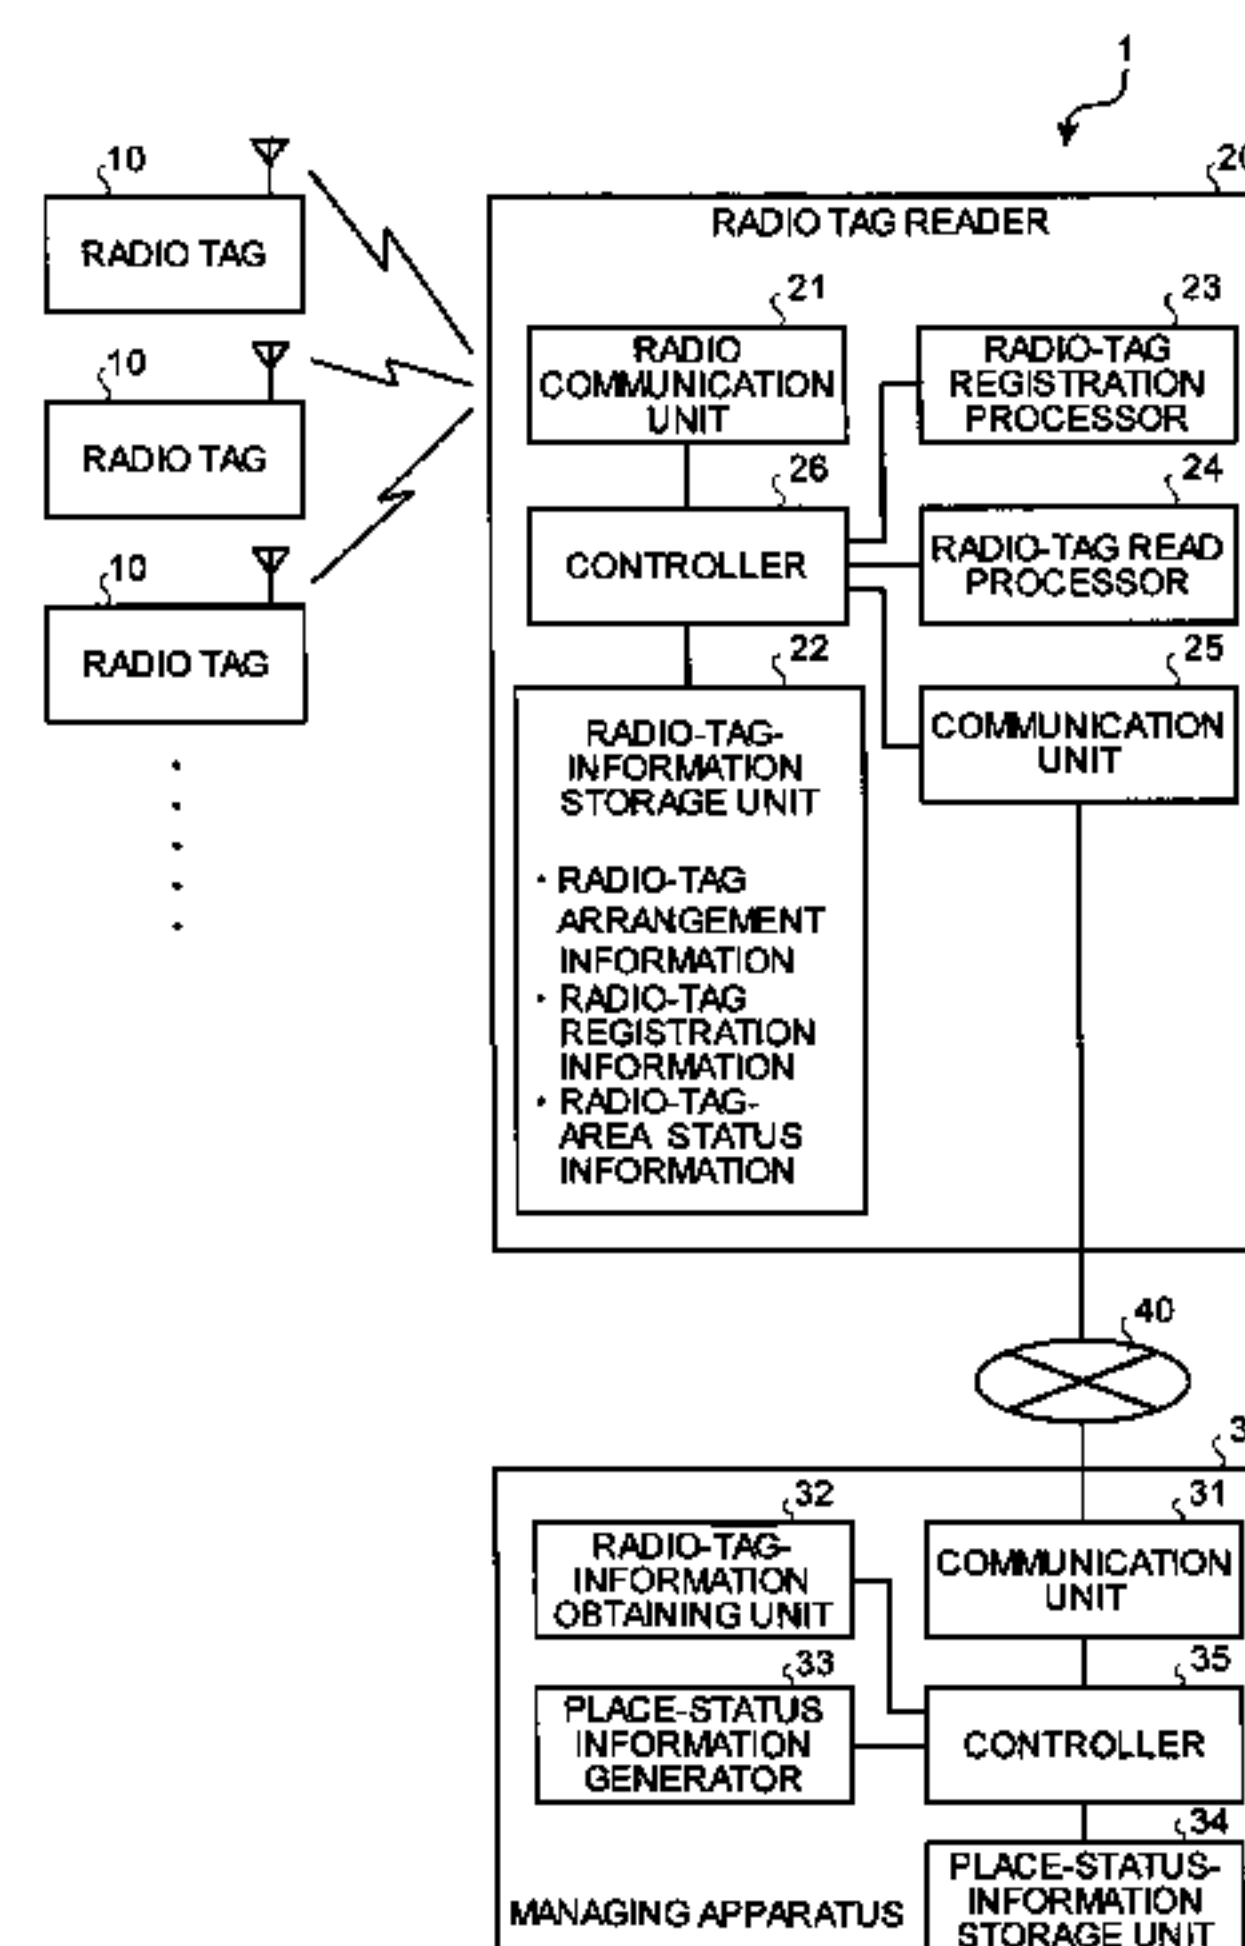 1
10
RADIO TAG
10
RADIO TAG
10
RADIO TAG
RADIO TAG READER
21
RADIO
COMMUNICATION
UNIT
23
RADIO-TAG
REGISTRATION
PROCESSOR
26
CONTROLLER
24
RADIO-TAG READ
PROCESSOR
22
RADIO-TAG-
INFORMATION
STORAGE UNIT
• RADIO-TAG
ARRANGEMENT
INFORMATION
• RADIO-TAG
REGISTRATION
INFORMATION
• RADIO-TAG-
AREA STATUS
INFORMATION
25
COMMUNICATION
UNIT
40
32
RADIO-TAG-
INFORMATION
OBTAINING UNIT
31
COMMUNICATION
UNIT
33
PLACE-STATUS
INFORMATION
GENERATOR
35
CONTROLLER
34
PLACE-STATUS-
INFORMATION
STORAGE UNIT
MANAGING APPARATUS